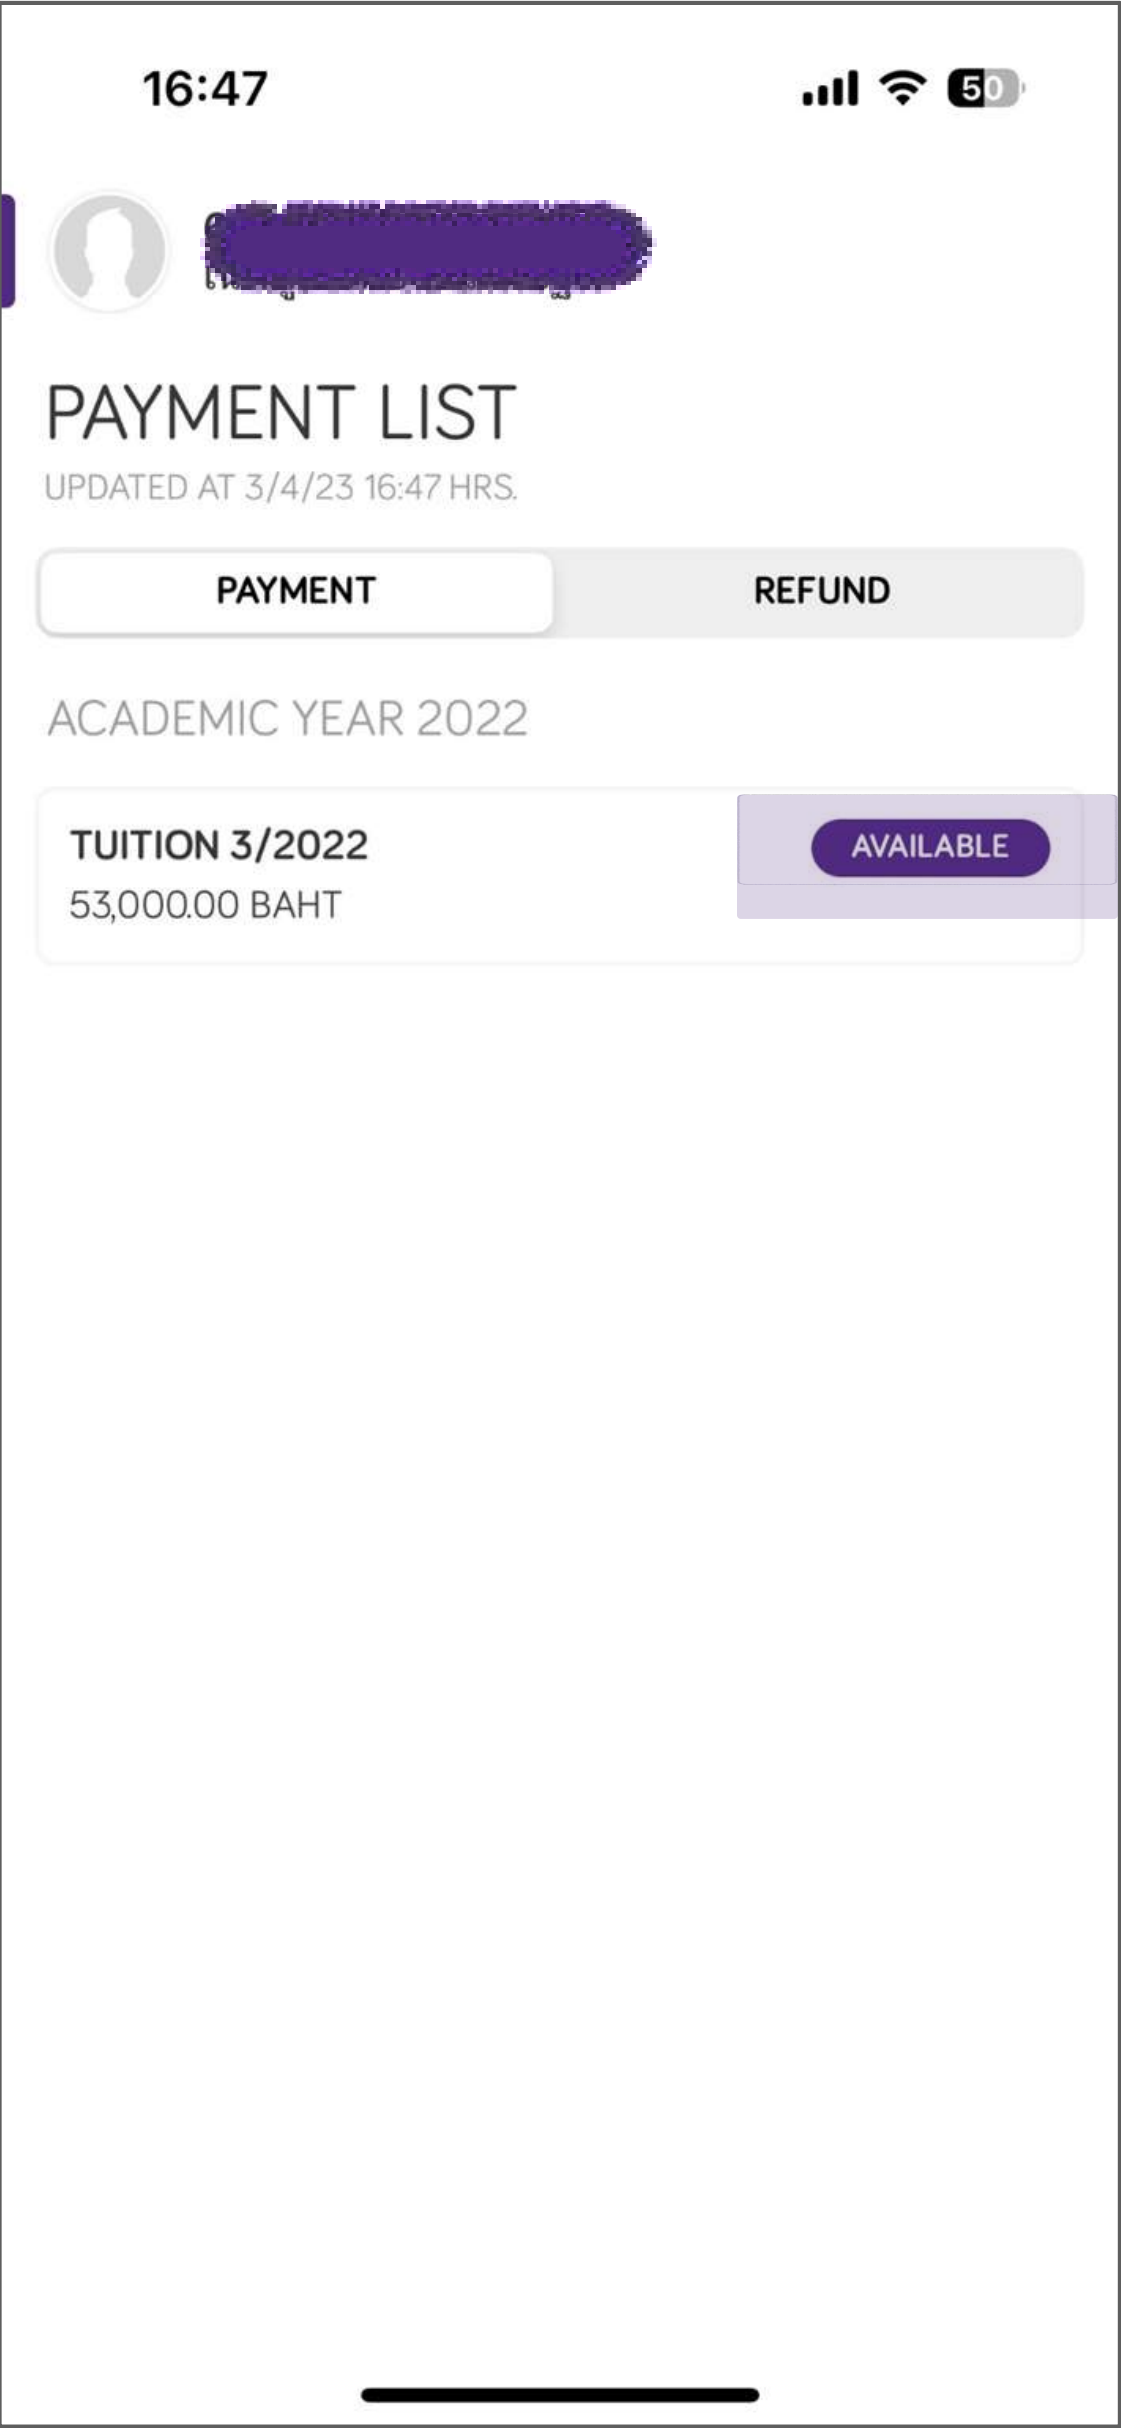 16:47
50
PAYMENT LIST
UPDATED AT 3/4/23 16:47 HRS.
PAYMENT
REFUND
ACADEMIC YEAR 2022
TUITION 3/2022
AVAILABLE
53,000.00 BAHT